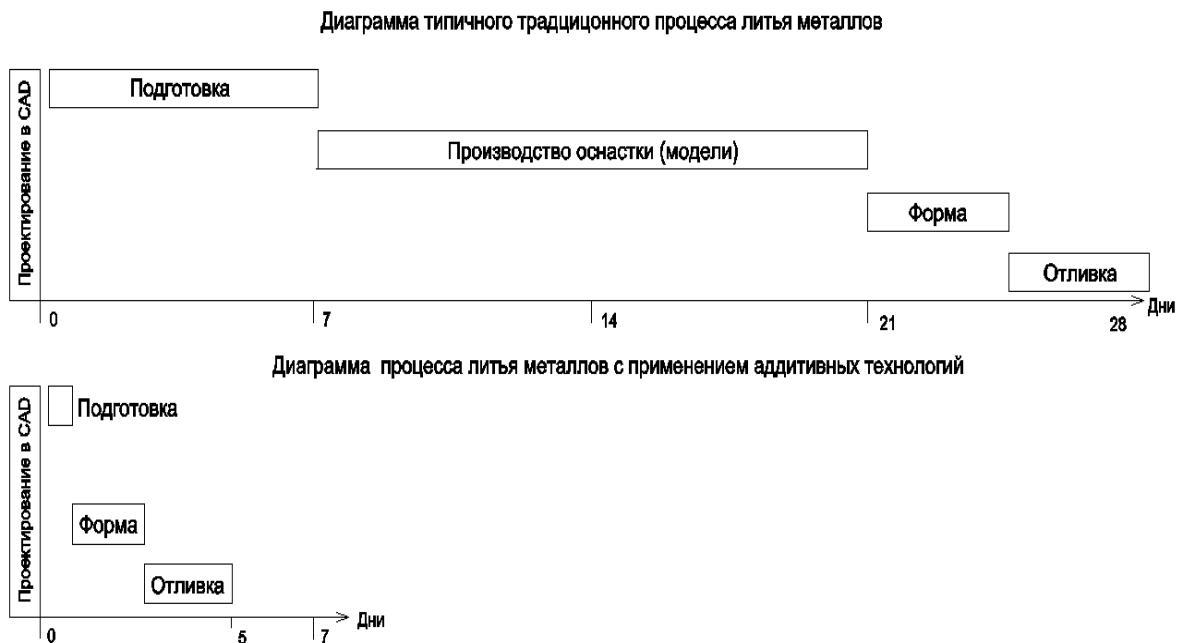 Диаграмма типичного традцицонного процесса литья металлов
Проектирование в CAD
Подготовка
Производство оснастки (модели)
Форма
Отливка
0 7 14 21 28 Дни
Диаграмма процесса литья металлов с применением аддитивных технологий
Проектирование в CAD
Подготовка
Форма
Отливка
0 5 7 Дни